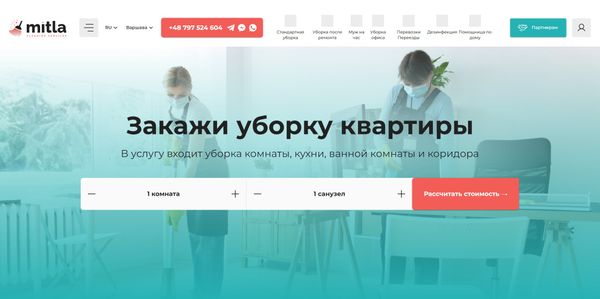 mitla
CLEANING SERVICES
RU
Варшава
+48 797 524 604
Стандартная уборка
Уборка после ремонта
Муж на час
Уборка офиса
Перевозки Переезды
Дезинфекция
Помощница по дому
Партнерам
Закажи уборку квартиры
В услугу входит уборка комнаты, кухни, ванной комнаты и коридора
— 1 комната +
— 1 санузел +
Рассчитать стоимость →